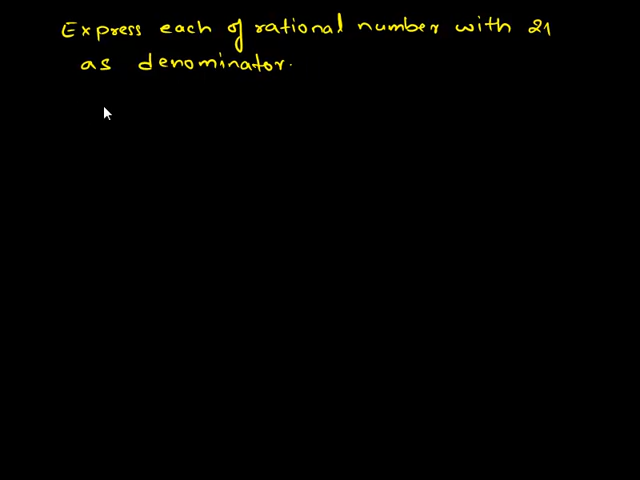 Express each of rational number with 21
as denominator.